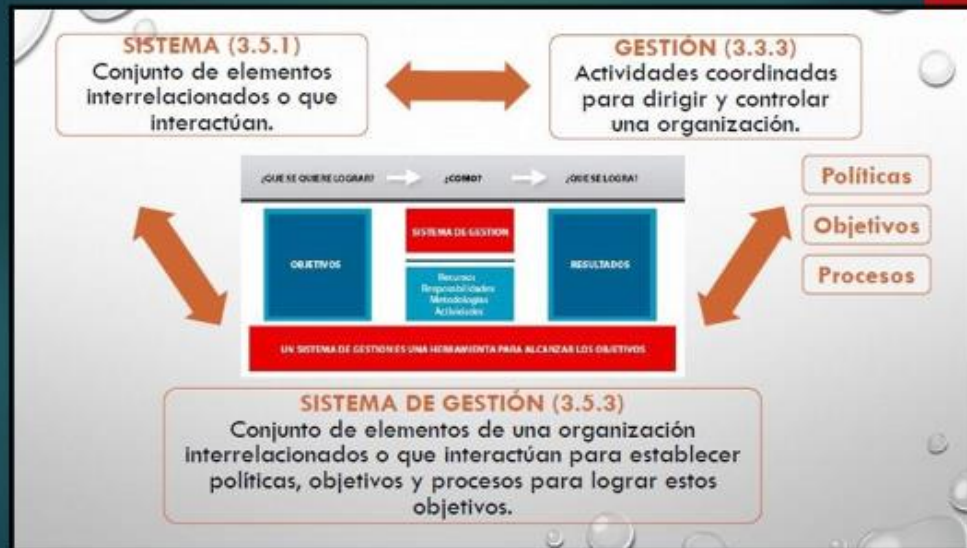 SISTEMA (3.5.1)
Conjunto de elementos
interrelacionados o que
interactúan.
GESTIÓN (3.3.3)
Actividades coordinadas
para dirigir y controlar
una organización.
¿QUE SE QUIERE LOGRAR?
¿COMO?
¿QUE SE LOGRA?
OBJETIVOS
SISTEMA DE GESTION
Recursos
Responsabilidades
Metodologías
Actividades
RESULTADOS
UN SISTEMA DE GESTION ES UNA HERRAMIENTA PARA ALCANZAR LOS OBJETIVOS
Políticas
Objetivos
Procesos
SISTEMA DE GESTIÓN (3.5.3)
Conjunto de elementos de una organización
interrelacionados o que interactúan para establecer
políticas, objetivos y procesos para lograr estos
objetivos.